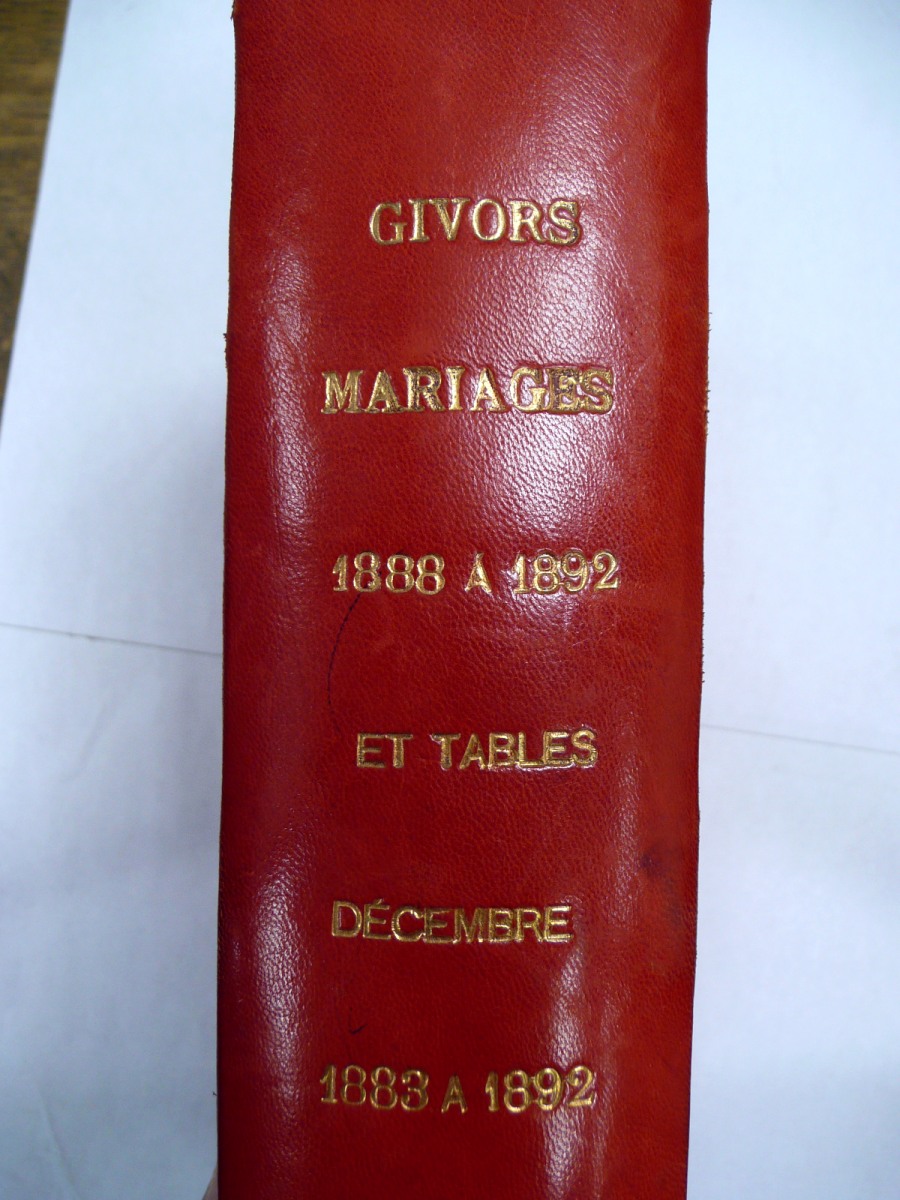 GIVORS
MARIAGES
1888 A 1892
ET TABLES
DÉCEMBRE
1883 A 1892